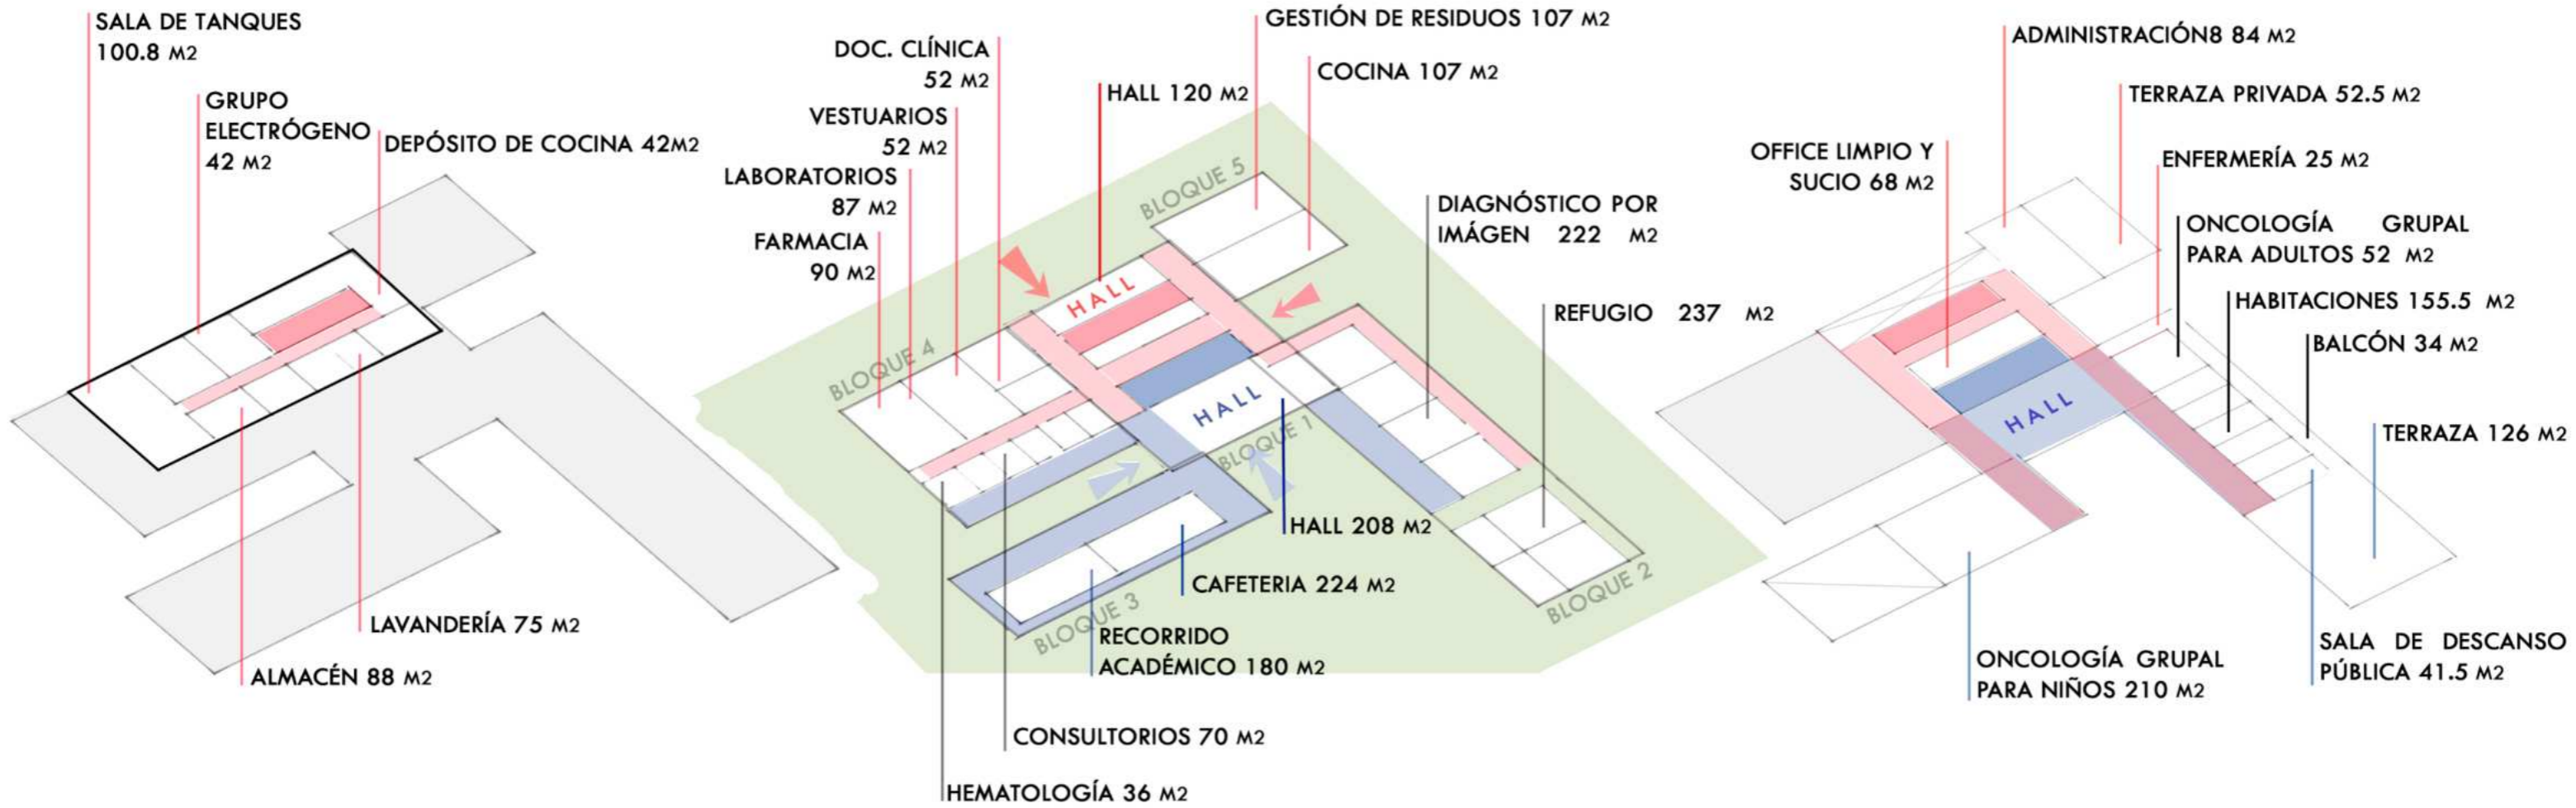 SALA DE TANQUES
100.8 M2
GRUPO
ELECTRÓGENO
42 M2
DEPÓSITO DE COCINA 42M2
LAVANDERÍA 75 M2
ALMACÉN 88 M2
DOC. CLÍNICA
52 M2
VESTUARIOS
52 M2
LABORATORIOS
87 M2
FARMACIA
90 M2
HALL 120 M2
GESTIÓN DE RESIDUOS 107 M2
COCINA 107 M2
DIAGNÓSTICO POR
IMÁGEN 222 M2
REFUGIO 237 M2
BLOQUE 5
BLOQUE 4
HALL
HALL
BLOQUE 1
BLOQUE 2
BLOQUE 3
HALL 208 M2
CAFETERIA 224 M2
RECORRIDO
ACADÉMICO 180 M2
CONSULTORIOS 70 M2
HEMATOLOGÍA 36 M2
ADMINISTRACIÓN8 84 M2
TERRAZA PRIVADA 52.5 M2
OFFICE LIMPIO Y
SUCIO 68 M2
ENFERMERÍA 25 M2
ONCOLOGÍA GRUPAL
PARA ADULTOS 52 M2
HABITACIONES 155.5 M2
BALCÓN 34 M2
TERRAZA 126 M2
HALL
SALA DE DESCANSO
PÚBLICA 41.5 M2
ONCOLOGÍA GRUPAL
PARA NIÑOS 210 M2